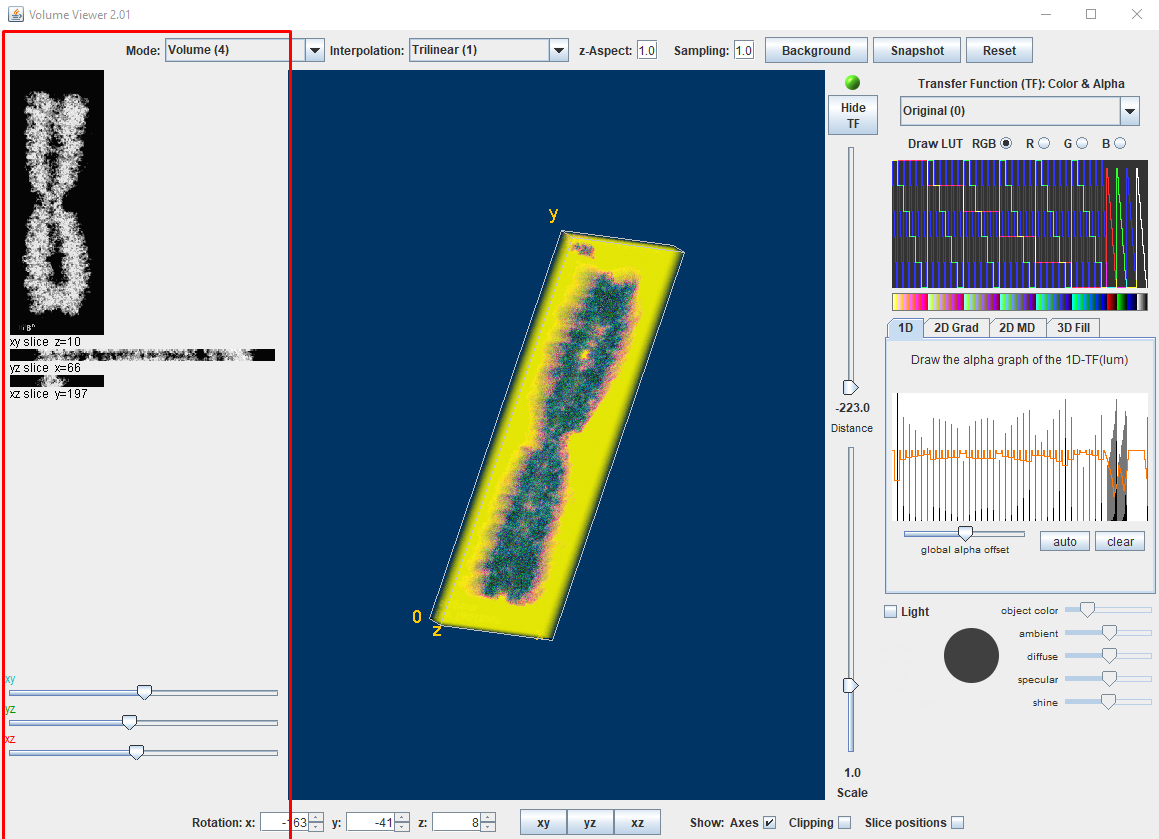 Volume Viewer 2.01
Mode: Volume (4) Interpolation: Trilinear (1) z-Aspect: 1.0 Sampling: 1.0 Background Snapshot Reset
Transfer Function (TF): Color & Alpha
Hide TF
Original (0)
Draw LUT RGB R G B
xy slice z=10
yz slice x=66
xz slice y=197
y
0
z
1D 2D Grad 2D MD 3D Fill
Draw the alpha graph of the 1D-TF(lum)
-223.0
Distance
global alpha offset auto clear
Light object color
ambient
diffuse
specular
shine
xy
yz
xz
1.0
Scale
Rotation: x: -163 y: -41 z: 8 xy yz xz Show: Axes Clipping Slice positions